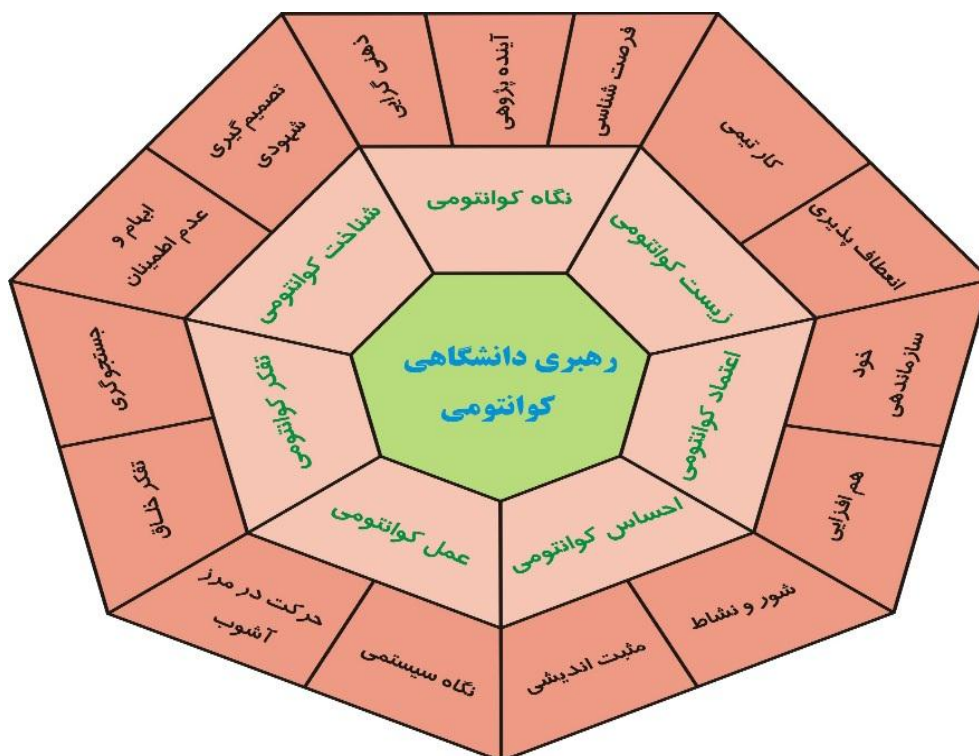 رهبری دانشگاهی
کوانتومی
نگاه کوانتومی
زیست کوانتومی
اعتماد کوانتومی
احساس کوانتومی
عمل کوانتومی
تفکر کوانتومی
شناخت کوانتومی
فرصت شناسی
آینده پژوهی
ذهنی گرایی
کار تیمی
انعطاف پذیری
خود
سازماندهی
هم افزایی
شور و نشاط
مثبت اندیشی
نگاه سیستمی
حرکت در مرز
آشوب
تفکر خلاق
جستجوگری
ابهام و
عدم اطمینان
تصمیم گیری
شهودی